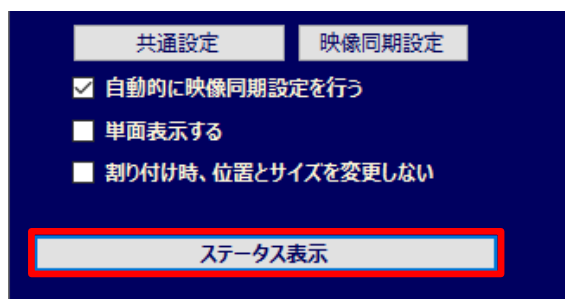 共通設定 映像同期設定
自動的に映像同期設定を行う
単面表示する
割り付け時、位置とサイズを変更しない
ステータス表示